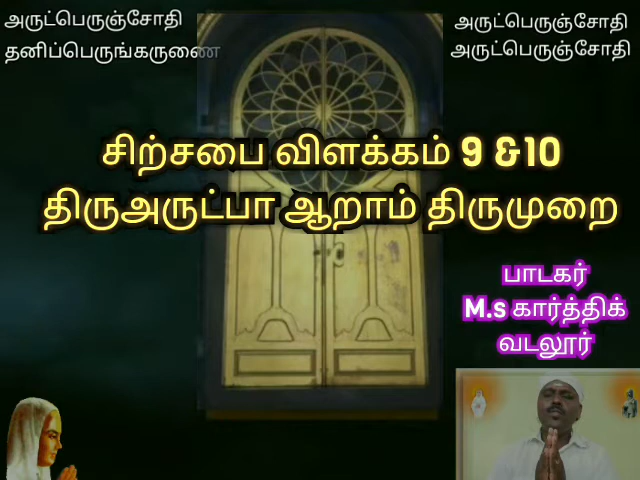 அருட்பெருஞ்சோதி
தனிப்பெருங்கருணை
அருட்பெருஞ்சோதி
அருட்பெருஞ்சோதி
சிற்சபை விளக்கம் 9 &10
திருஅருட்பா ஆறாம் திருமுறை
பாடகர்
M.s கார்த்திக்
வடலூர்